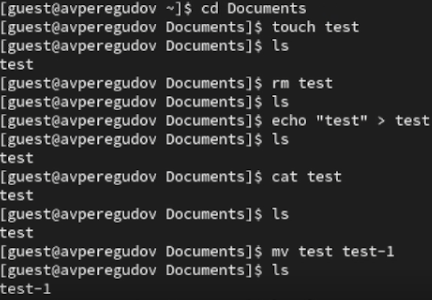 [guest@avperegudov ~]$ cd Documents
[guest@avperegudov Documents]$ touch test
[guest@avperegudov Documents]$ ls
test
[guest@avperegudov Documents]$ rm test
[guest@avperegudov Documents]$ ls
[guest@avperegudov Documents]$ echo "test" > test
[guest@avperegudov Documents]$ ls
test
[guest@avperegudov Documents]$ cat test
test
[guest@avperegudov Documents]$ ls
test
[guest@avperegudov Documents]$ mv test test-1
[guest@avperegudov Documents]$ ls
test-1